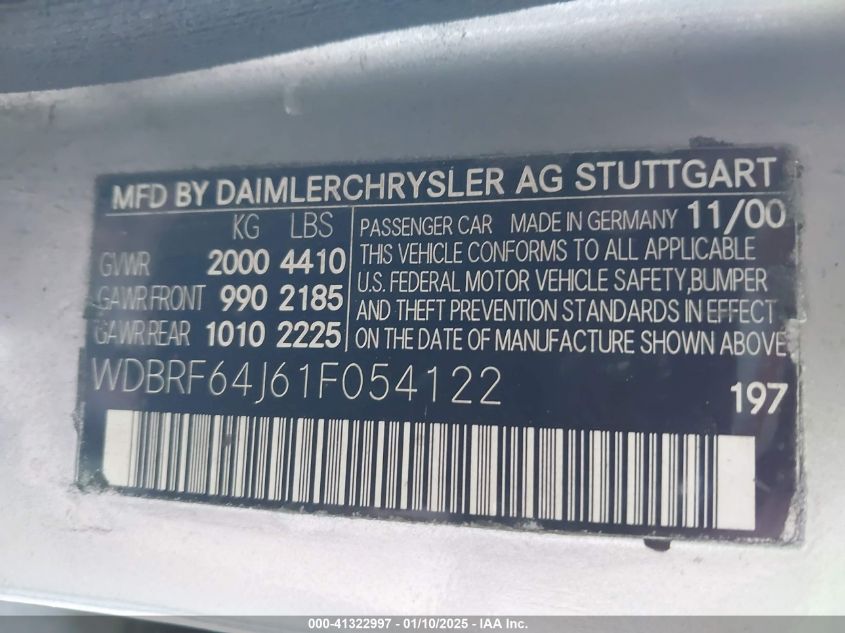 MFD BY DAIMLERCHRYSLER AG STUTTGART
KG LBS
GVWR 2000 4410
GAWR FRONT 990 2185
GAWR REAR 1010 2225
PASSENGER CAR MADE IN GERMANY 11/00
THIS VEHICLE CONFORMS TO ALL APPLICABLE
U.S. FEDERAL MOTOR VEHICLE SAFETY,BUMPER
AND THEFT PREVENTION STANDARDS IN EFFECT
ON THE DATE OF MANUFACTURE SHOWN ABOVE
WDBRF64J61F054122
197
000-41322997 - 01/10/2025 - IAA Inc.